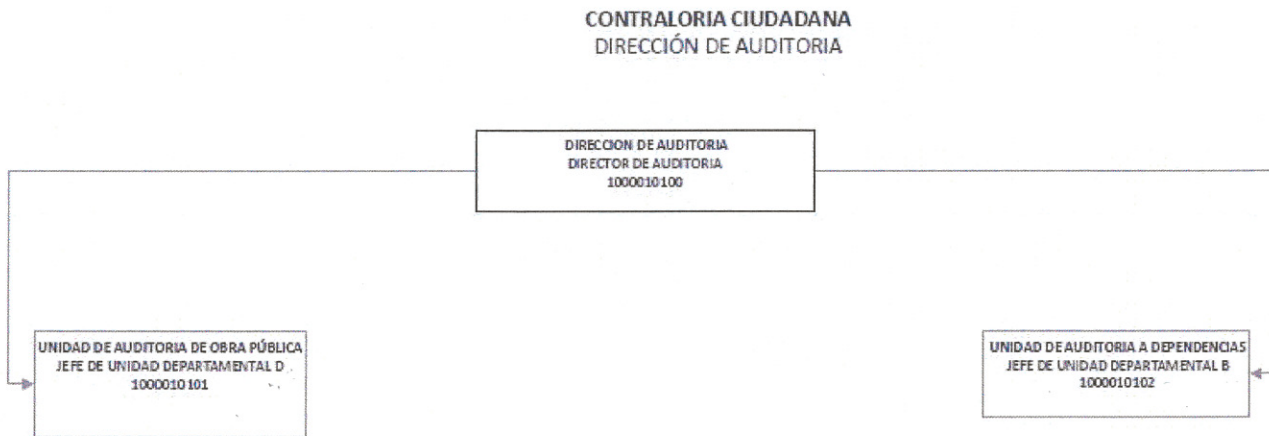 CONTRALORIA CIUDADANA
DIRECCIÓN DE AUDITORIA
DIRECCION DE AUDITORIA
DIRECTOR DE AUDITORIA
1000010100
UNIDAD DE AUDITORIA DE OBRA PÚBLICA
JEFE DE UNIDAD DEPARTAMENTAL D
1000010101
UNIDAD DE AUDITORIA A DEPENDENCIAS
JEFE DE UNIDAD DEPARTAMENTAL B
1000010102